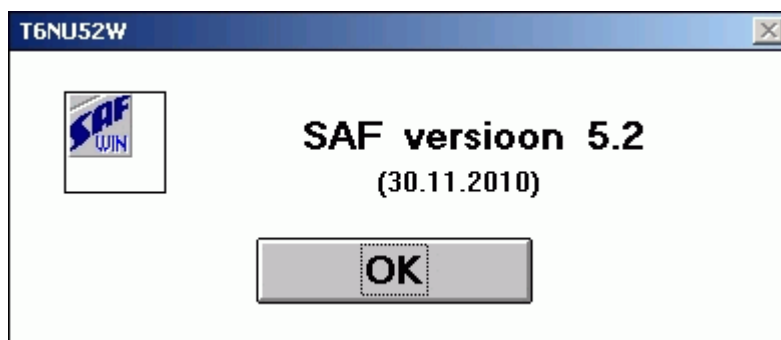 T6NU52W
SAF
WIN
SAF versioon 5.2
(30.11.2010)
OK